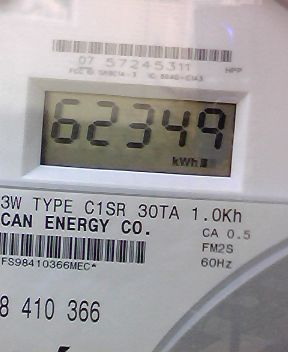 07 57245311
HPP
62349
kWh
3W TYPE C1SR 30TA 1.0Kh
CAN ENERGY CO.
CA 0.5
FM2S
FS98410366MEC*
60Hz
8 410 366